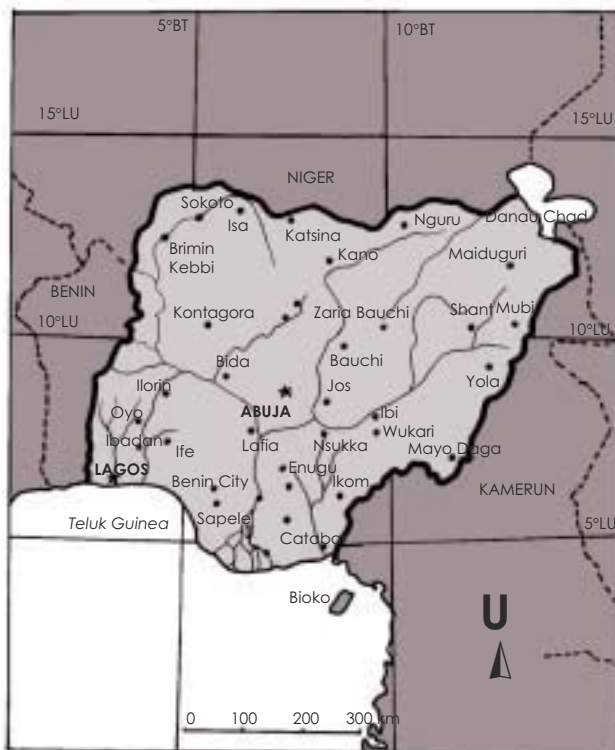 5°BT
10°BT
15°LU
15°LU
NIGER
Sokoto
Isa
Katsina
Nguru
Danau Chad
Brimin
Kebbi
Kano
Maiduguri
BENIN
Kontagora
Zaria Bauchi
Shant
Mubi
10°LU
10°LU
Bida
Bauchi
Yola
Ilorin
ABUJA
Jos
Oyo
Ibi
Ibadan
Ife
Lafia
Nsukka
Wukari
Mayo Daga
LAGOS
Enugu
Benin City
Ikom
KAMERUN
Teluk Guinea
Sapele
Cataba
5°LU
Bioko
U
0 100 200 300 km